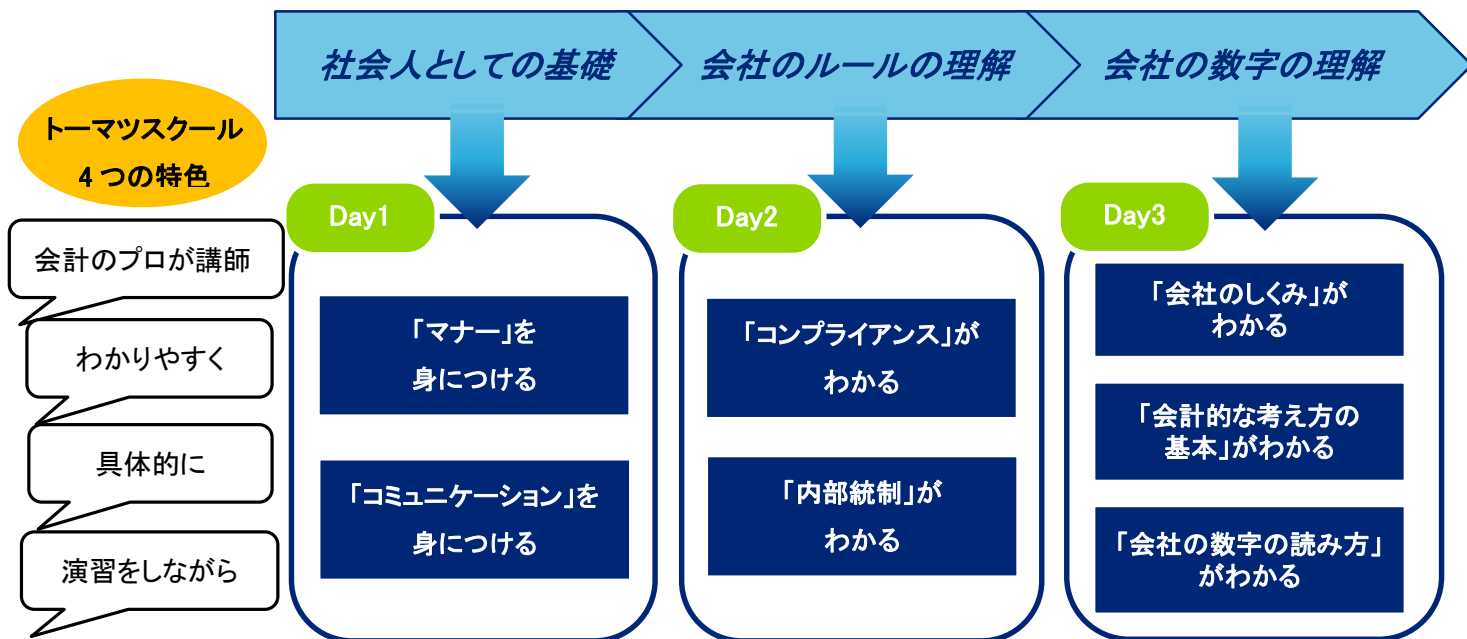 社会人としての基礎
会社のルールの理解
会社の数字の理解
トーマツスクール
4つの特色
会計のプロが講師
わかりやすく
具体的に
演習をしながら
Day1
「マナー」を
身につける
「コミュニケーション」を
身につける
Day2
「コンプライアンス」が
わかる
「内部統制」が
わかる
Day3
「会社のしくみ」が
わかる
「会計的な考え方の
基本」がわかる
「会社の数字の読み方」
がわかる